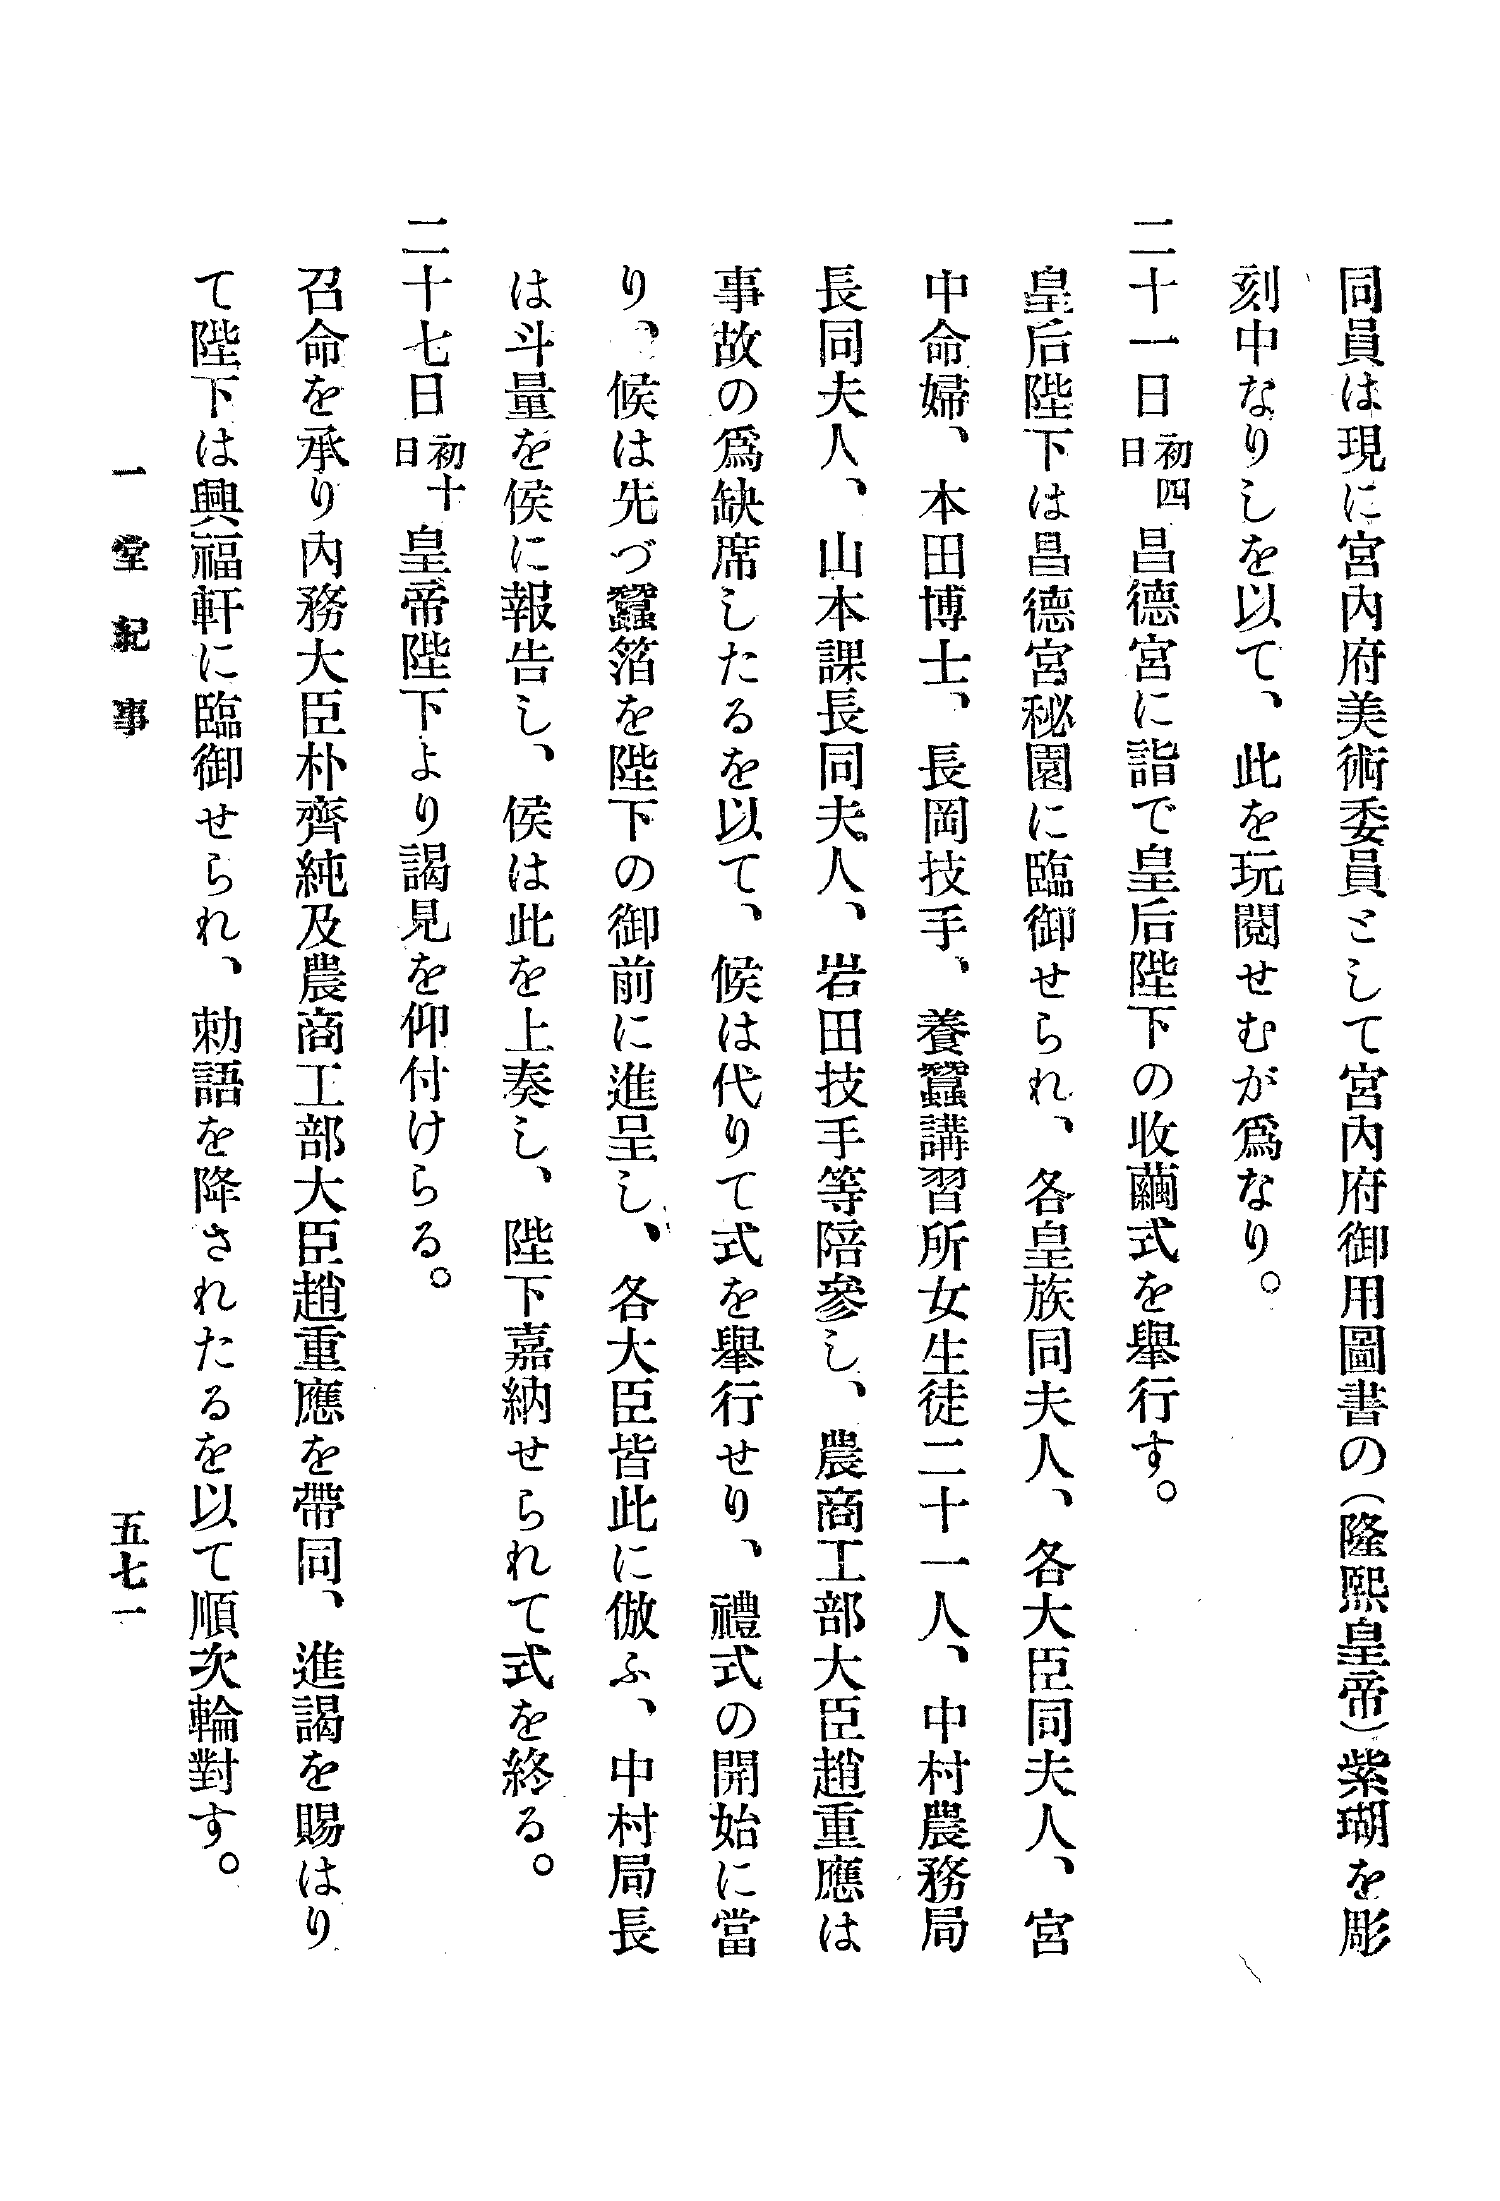 同員は現に宮內府美術委員として宮內府御用圖書の(隆熙皇帝)紫瑚を彫
刻中なりしを以て、此を玩閱せむが爲なり。
二十一日初四日昌德宮に詣で皇后陛下の收繭式を擧行す。
皇后陛下は昌德宮秘園に臨御せられ、各皇族同夫人、各大臣同夫人、宮
中命婦、本田博士、長岡技手、養蠶講習所女生徒二十一人、中村農務局
長同夫人、山本課長同夫人、岩田技手等陪參し、農商工部大臣趙重應は
事故の爲缺席したるを以て、候は代りて式を擧行せり、禮式の開始に當
り、候は先づ蠶箔を陛下の御前に進呈し、各大臣皆此に倣ふ、中村局長
は斗量を侯に報告し、侯は此を上奏し、陛下嘉納せられて式を終る。
二十七日初十日皇帝陛下より謁見を仰付けらる。
召命を承り內務大臣朴齊純及農商工部大臣趙重應を帶同、進謁を賜はり
て陛下は興福軒に臨御せられ、勅語を降されたるを以て順次輪對す。
一堂紀事
五七一